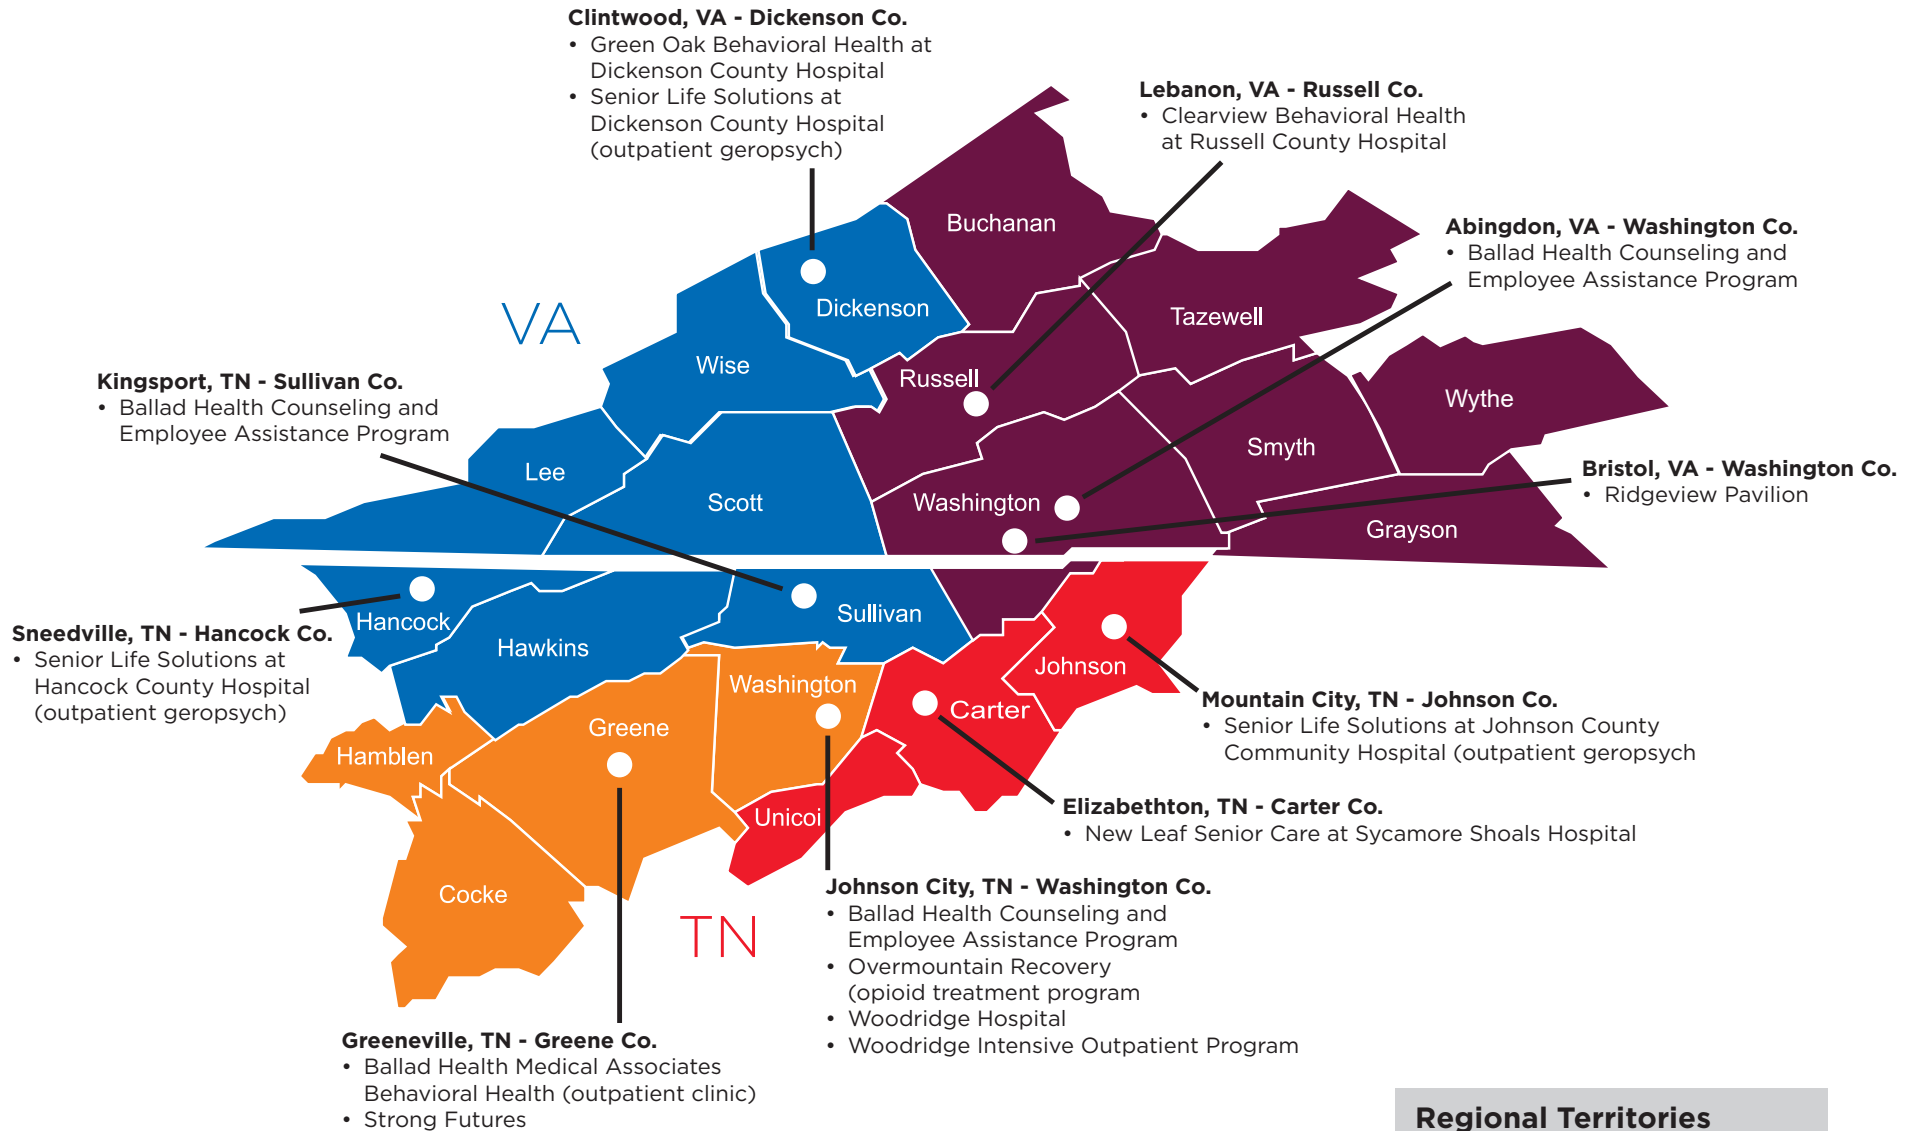 Clintwood, VA - Dickenson Co.
• Green Oak Behavioral Health at
Dickenson County Hospital
• Senior Life Solutions at
Dickenson County Hospital
(outpatient geropsych)
Lebanon, VA - Russell Co.
• Clearview Behavioral Health
at Russell County Hospital
Abingdon, VA - Washington Co.
• Ballad Health Counseling and
Employee Assistance Program
Bristol, VA - Washington Co.
• Ridgeview Pavilion
Kingsport, TN - Sullivan Co.
• Ballad Health Counseling and
Employee Assistance Program
VA
Buchanan
Dickenson
Tazewell
Wise
Russell
Wythe
Smyth
Lee
Scott
Washington
Grayson
Hancock
Sullivan
Hawkins
Johnson
Washington
Carter
Greene
Hamblen
Unicoi
Cocke
TN
Sneedville, TN - Hancock Co.
• Senior Life Solutions at
Hancock County Hospital
(outpatient geropsych)
Mountain City, TN - Johnson Co.
• Senior Life Solutions at Johnson County
Community Hospital (outpatient geropsych
Elizabethton, TN - Carter Co.
• New Leaf Senior Care at Sycamore Shoals Hospital
Johnson City, TN - Washington Co.
• Ballad Health Counseling and
Employee Assistance Program
• Overmountain Recovery
(opioid treatment program
• Woodridge Hospital
• Woodridge Intensive Outpatient Program
Greeneville, TN - Greene Co.
• Ballad Health Medical Associates
Behavioral Health (outpatient clinic)
• Strong Futures
Regional Territories